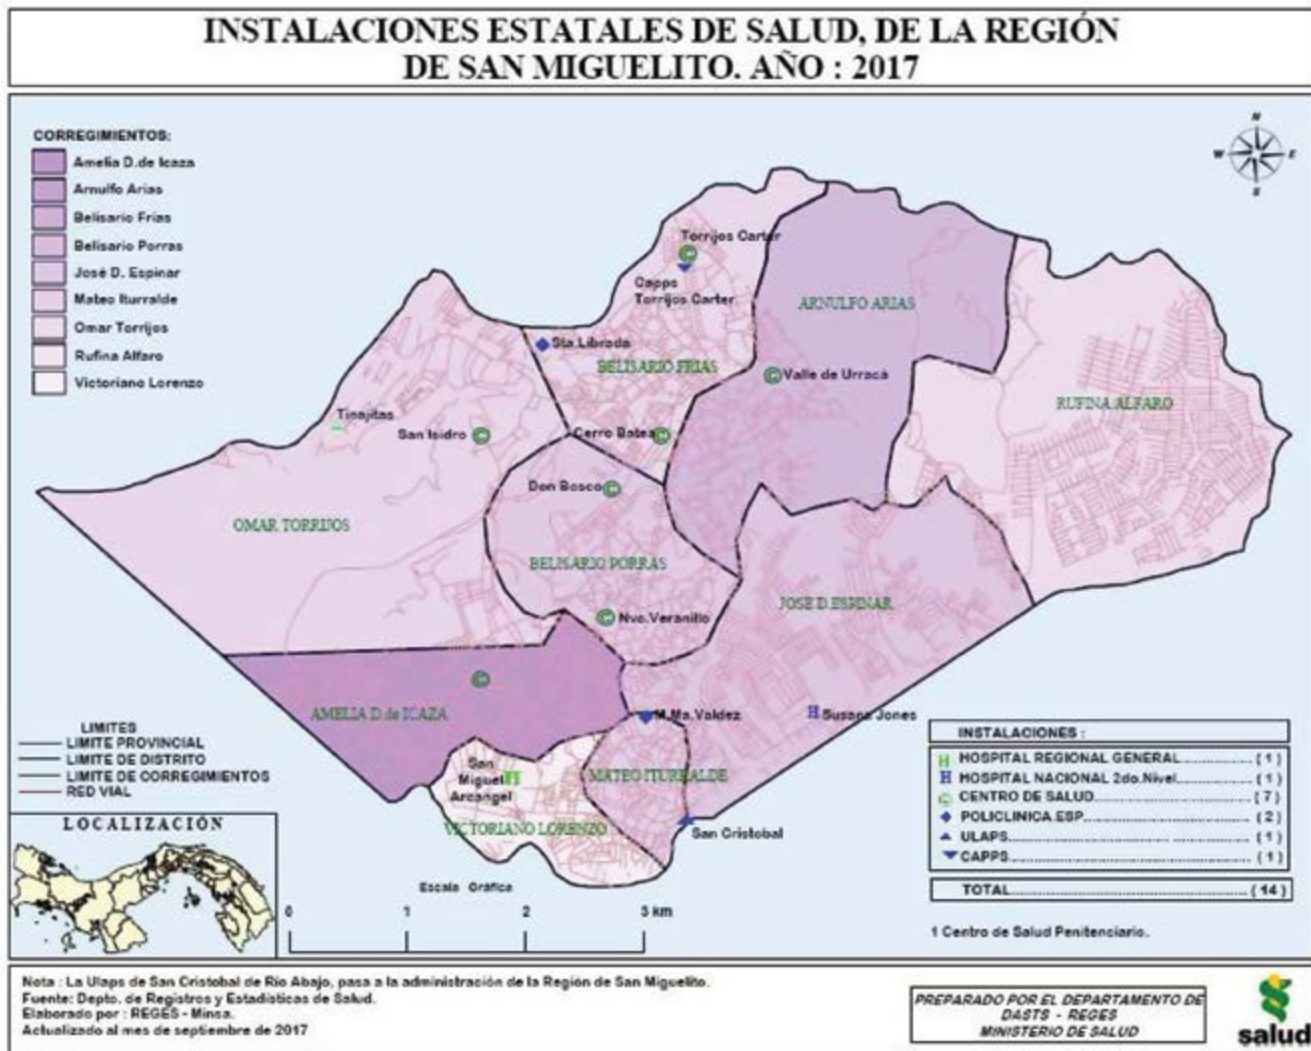 INSTALACIONES ESTATALES DE SALUD, DE LA REGIÓN
DE SAN MIGUELITO. AÑO : 2017
CORREGIMIENTOS:
Amelia D.de Icaza
Arnulfo Arias
Belisario Frías
Belisario Porras
José D. Espinar
Mateo Iturralde
Omar Torrijos
Rufina Alfaro
Victoriano Lorenzo
N
W E
S
Torrijos Carter
Capps
Torrijos Carter
ARNULFO ARIAS
Sta.Librada
BELISARIO FRIAS
Valle de Urracá
RUFINA ALFARO
Tinajitas
San Isidro
Cerro Batea
Don Bosco
OMAR TORRIJOS
BELISARIO PORRAS
JOSE D.ESPINAR
Nvo.Veranillo
AMELIA D. de ICAZA
M.Ma.Valdez
Susana Jones
San
Miguel
Arcangel
MATEO ITURRALDE
VICTORIANO LORENZO
San Cristobal
LIMITES
LIMITE PROVINCIAL
LIMITE DE DISTRITO
LIMITE DE CORREGIMIENTOS
RED VIAL
LOCALIZACIÓN
Escala Gráfica
0 1 2 3 km
INSTALACIONES :
H HOSPITAL REGIONAL GENERAL ( 1 )
H HOSPITAL NACIONAL 2do.Nivel ( 1 )
C CENTRO DE SALUD ( 7 )
POLICLINICA.ESP ( 2 )
ULAPS ( 1 )
CAPPS ( 1 )
TOTAL ( 14 )
1 Centro de Salud Penitenciario.
Nota : La Ulaps de San Cristobal de Río Abajo, pasa a la administración de la Región de San Miguelito.
Fuente: Depto. de Registros y Estadísticas de Salud.
Elaborado por : REGES - Minsa.
Actualizado al mes de septiembre de 2017
PREPARADO POR EL DEPARTAMENTO DE
DASTS - REGES
MINISTERIO DE SALUD
salud